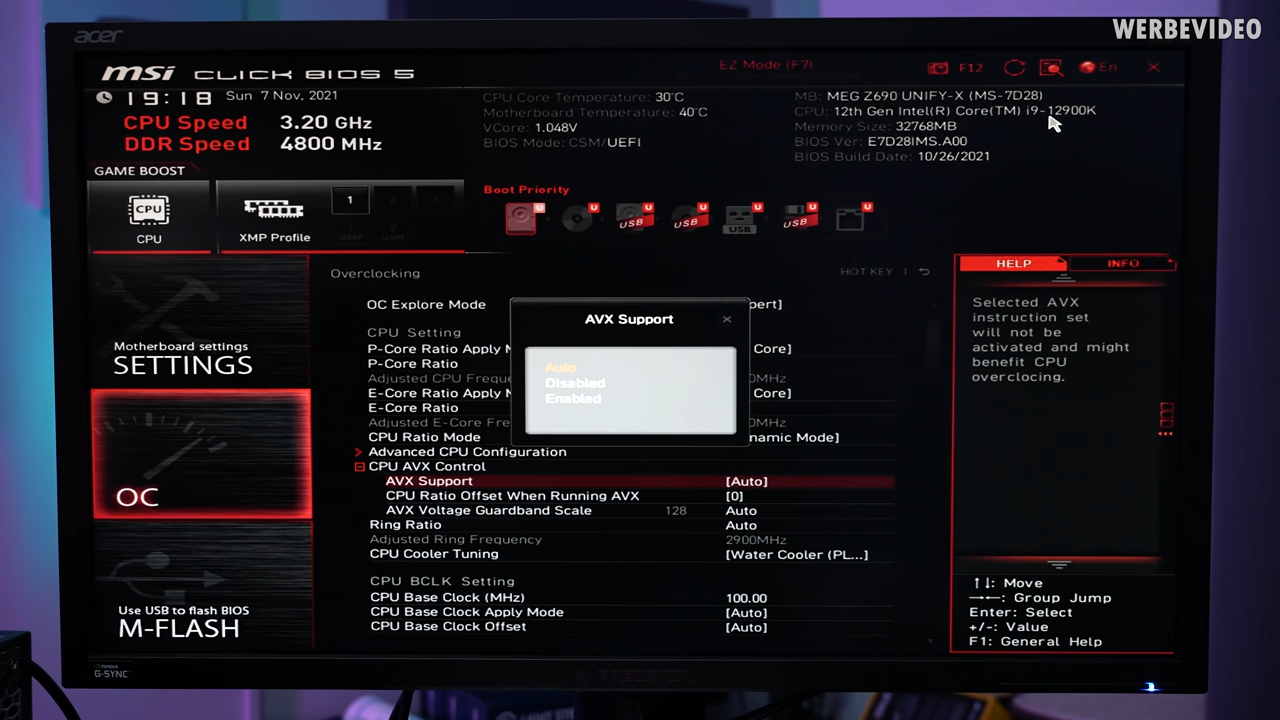 WERBEVIDEO
acer
msi CLICK BIOS 5
EZ Mode (F7)
F12
En
19:18 Sun 7 Nov, 2021
CPU Speed 3.20 GHz
DDR Speed 4800 MHz
CPU Core Temperature: 30°C
Motherboard Temperature: 40°C
VCore: 1.048V
BIOS Mode: CSM/UEFI
MB: MEG Z690 UNIFY-X (MS-7D28)
CPU: 12th Gen Intel(R) Core(TM) i9-12900K
Memory Size: 32768MB
BIOS Ver: E7D28IMS.A00
BIOS Build Date: 10/26/2021
GAME BOOST
CPU
CPU
XMP Profile
1
Boot Priority
U
U
U
USB
U
USB
U
USB
U
USB
U
Motherboard settings
SETTINGS
OC
Use USB to flash BIOS
M-FLASH
Overclocking
HOT KEY
OC Explore Mode pert]
CPU Setting
P-Core Ratio Apply M Core]
P-Core Ratio
Adjusted CPU Freque 0MHz
E-Core Ratio Apply M Core]
E-Core Ratio
Adjusted E-Core Fre 0MHz
CPU Ratio Mode namic Mode]
Advanced CPU Configuration
CPU AVX Control
AVX Support [Auto]
CPU Ratio Offset When Running AVX [0]
AVX Voltage Guardband Scale 128 Auto
Ring Ratio Auto
Adjusted Ring Frequency 2900MHz
CPU Cooler Tuning [Water Cooler (PL...]
CPU BCLK Setting
CPU Base Clock (MHz) 100.00
CPU Base Clock Apply Mode [Auto]
CPU Base Clock Offset [Auto]
AVX Support
Auto
Disabled
Enabled
HELP
INFO
Selected AVX
instruction set
will not be
activated and might
benefit CPU
overclocing.
↑↓: Move
→←: Group Jump
Enter: Select
+/-: Value
F1: General Help
NVIDIA
G-SYNC
PREDATOR